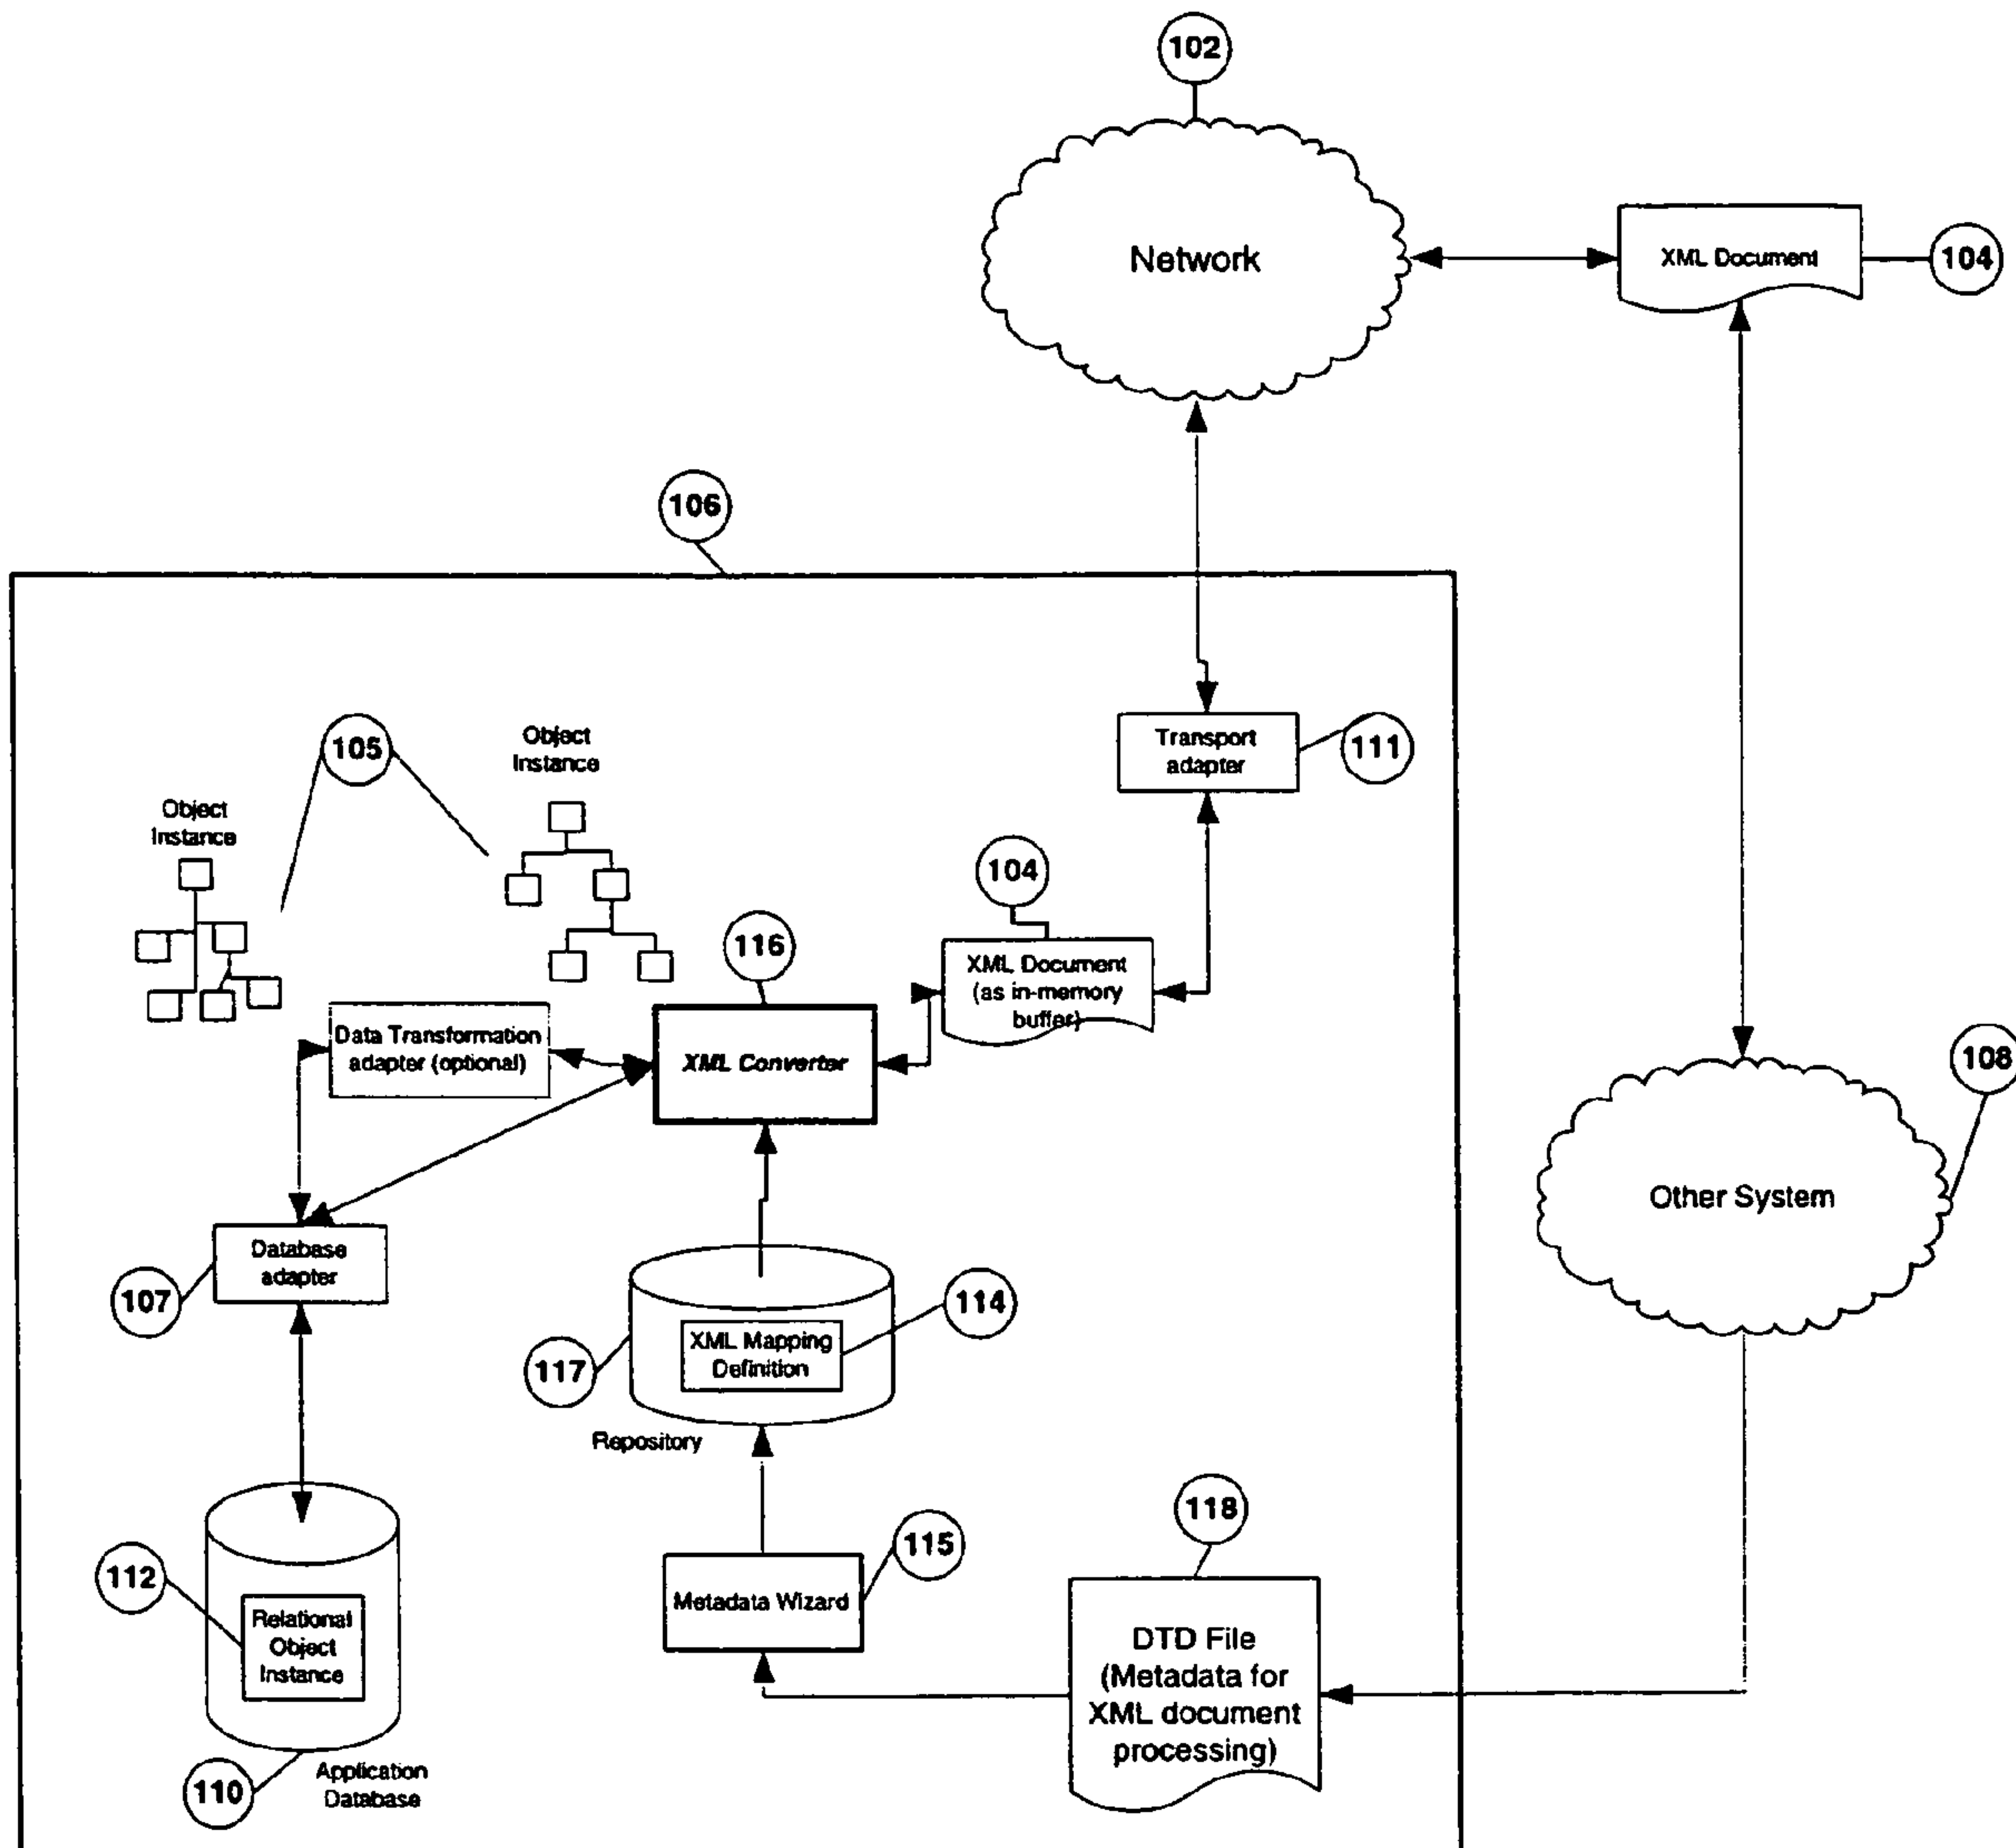 102
Network
XML Document
104
106
105
Object
Instance
Object
Instance
Transport
adapter
111
104
116
XML Document
(as in-memory
buffer)
Data Transformation
adapter (optional)
XML Converter
108
Other System
Database
adapter
107
114
XML Mapping
Definition
117
Repository
118
115
112
Metadada Wizard
Relational
Object
Instance
DTD File
(Metadata for
XML document
processing)
110
Application
Database